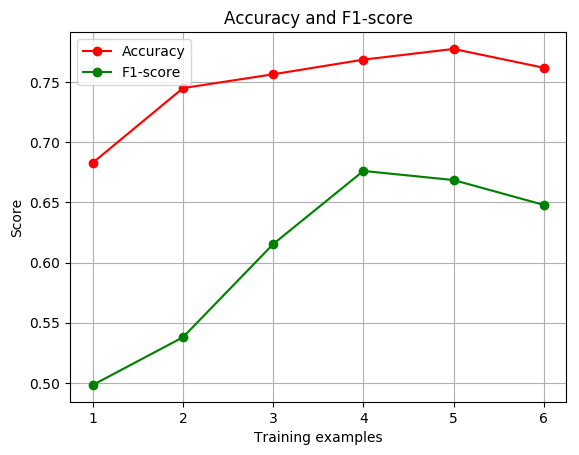 Accuracy and F1-score
Accuracy
F1-score
0.75
0.70
0.65
0.60
0.55
0.50
Score
1 2 3 4 5 6
Training examples